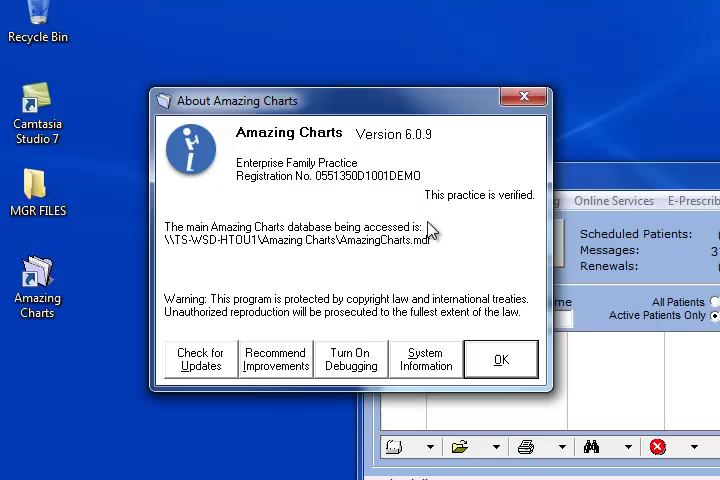 Recycle Bin
Camtasia
Studio 7
MGR FILES
Amazing
Charts
About Amazing Charts
Amazing Charts Version 6.0.9
Enterprise Family Practice
Registration No. 0551350D1001DEMO
This practice is verified.
The main Amazing Charts database being accessed is:
\\TS-WSD-HTOU1\Amazing Charts\AmazingCharts.mdf
Warning: This program is protected by copyright law and international treaties.
Unauthorized reproduction will be prosecuted to the fullest extent of the law.
Check for
Updates
Recommend
Improvements
Turn On
Debugging
System
Information
OK
Online Services E-Prescrib
Scheduled Patients:
Messages: 3
Renewals:
me All Patients
Active Patients Only